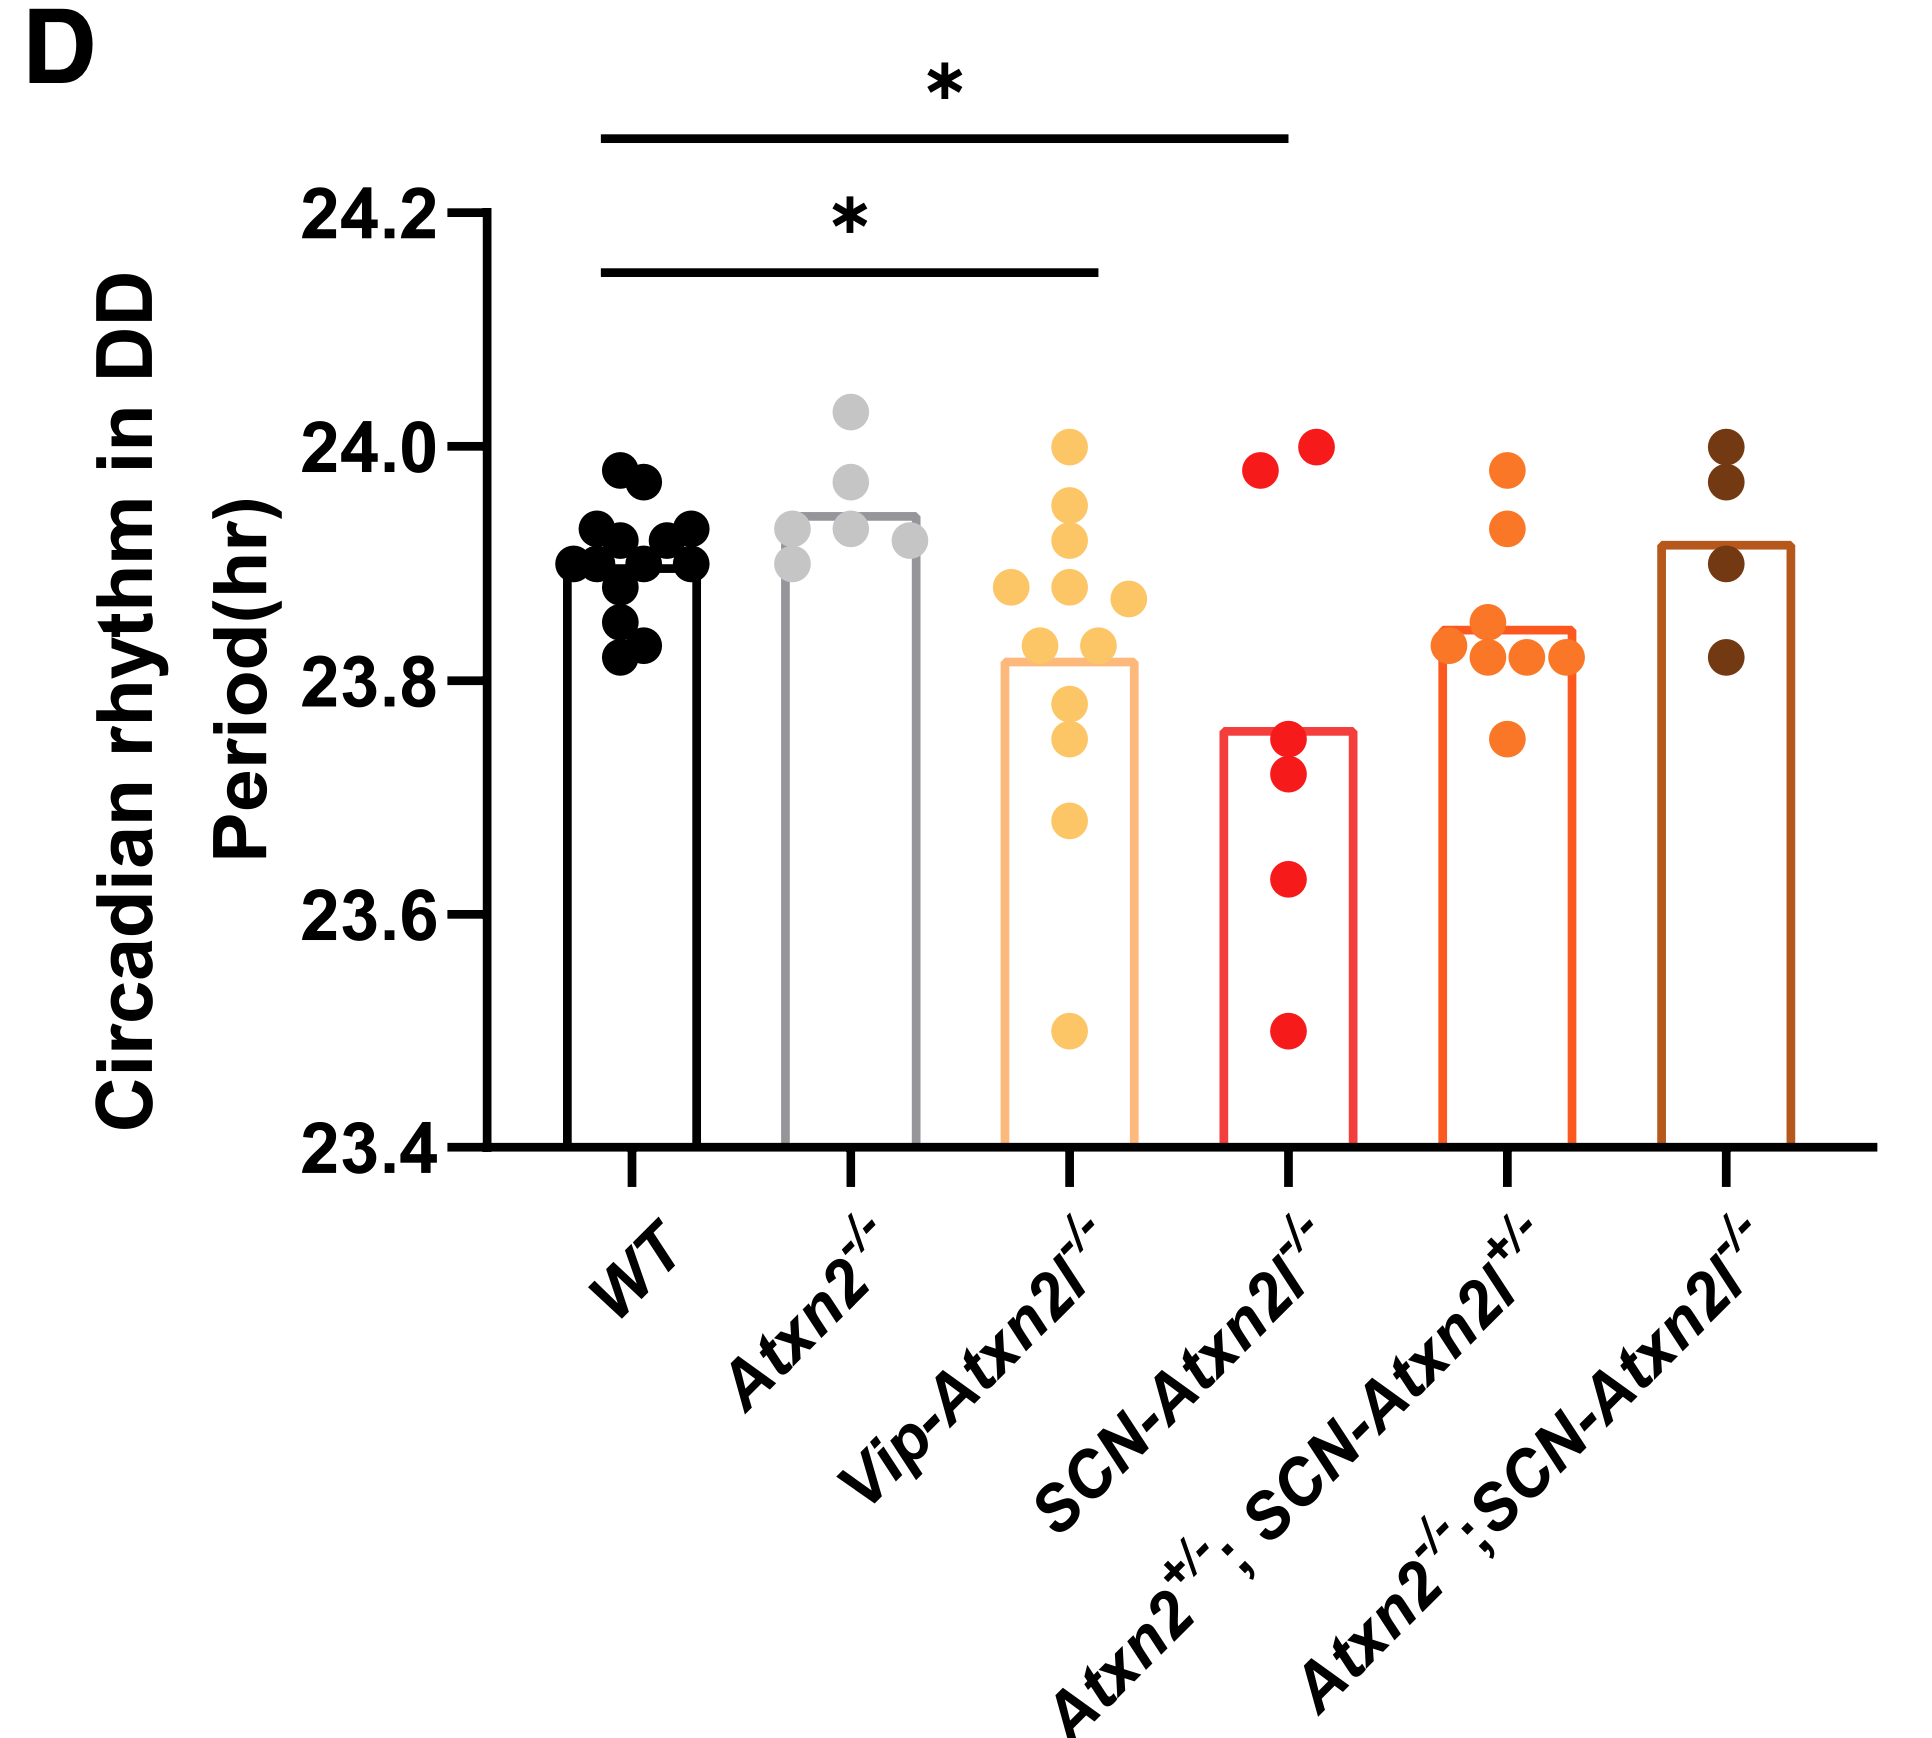 D
*
*
Circadian rhythm in DD
Period(hr)
24.2
24.0
23.8
23.6
23.4
WT
Atxn2-/-
Vip-Atxn2l-/-
SCN-Atxn2l-/-
Atxn2+/-; SCN-Atxn2l+/-
Atxn2-/-;SCN-Atxn2l-/-